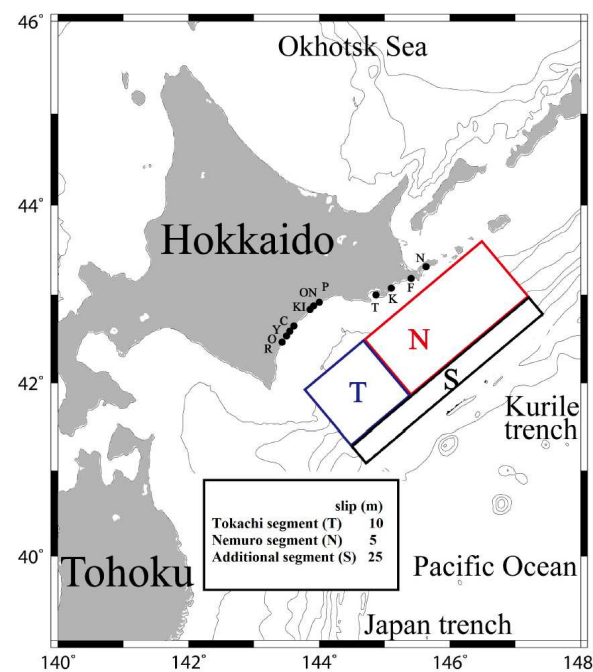 46°
Okhotsk Sea
44°
Hokkaido
N
F
K
T
P
ON
KI
C
Y
O
R
N
T
S
42°
Kurile
trench
slip (m)
Tokachi segment (T) 10
Nemuro segment (N) 5
Additional segment (S) 25
40°
Tohoku
Pacific Ocean
Japan trench
140° 142° 144° 146° 148°